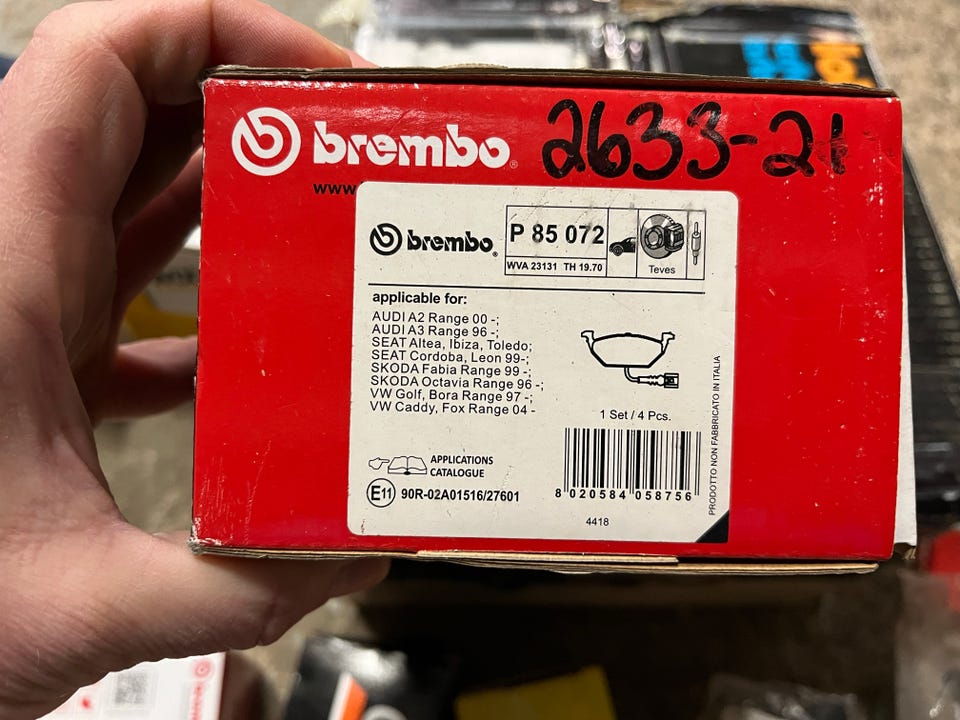 brembo 2633-21
www
brembo
P 85 072
WVA 23131 TH 19.70
Teves
applicable for:
AUDI A2 Range 00 -;
AUDI A3 Range 96 -;
SEAT Altea, Ibiza, Toledo;
SEAT Cordoba, Leon 99-;
SKODA Fabia Range 99 -;
SKODA Octavia Range 96 -;
VW Golf, Bora Range 97 -;
VW Caddy, Fox Range 04 -
1 Set / 4 Pcs.
APPLICATIONS
CATALOGUE
E11 90R-02A01516/27601
8 020584 058756
4418
PRODOTTO NON FABBRICATO IN ITALIA
brembo